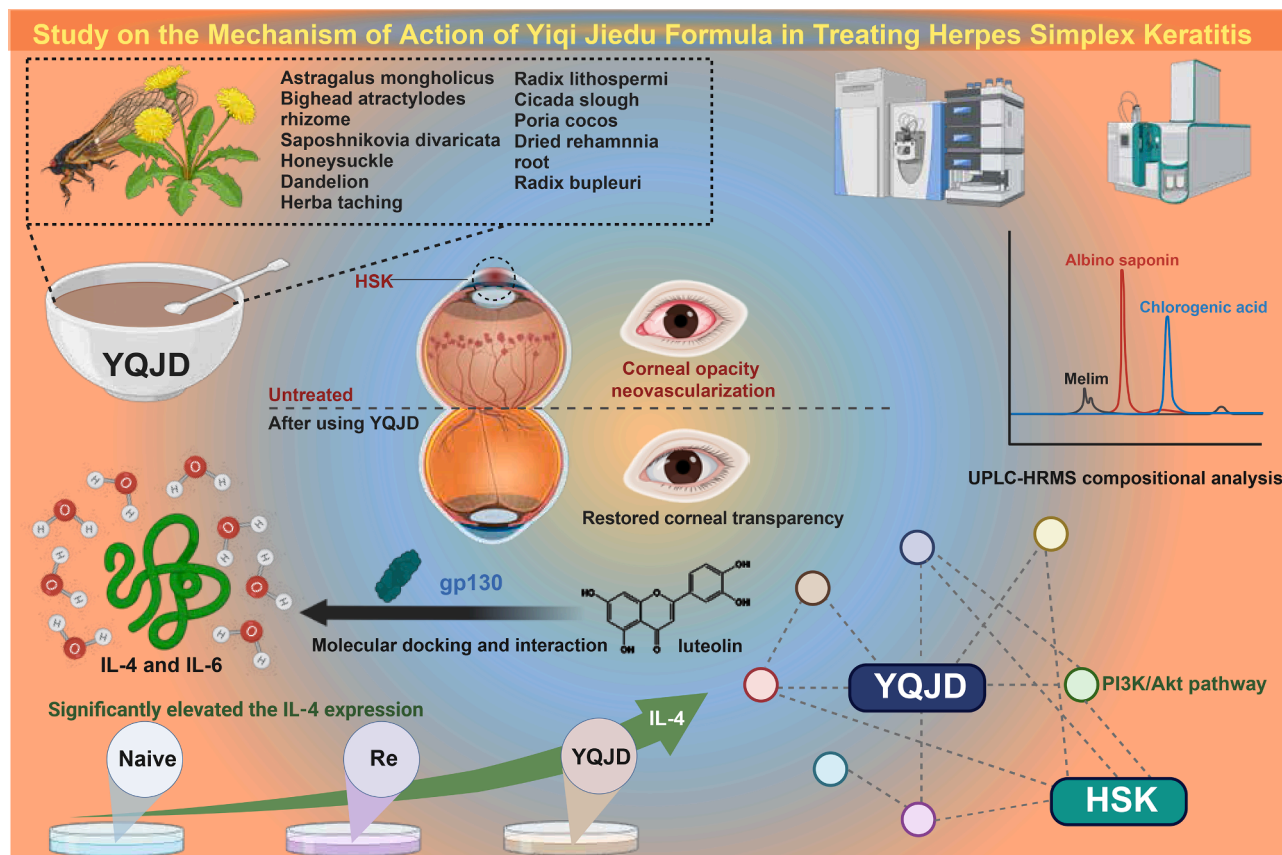 Study on the Mechanism of Action of Yiqi Jiedu Formula in Treating Herpes Simplex Keratitis
Astragalus mongholicus
Bighead atractylodes
rhizome
Saposhnikovia divaricata
Honeysuckle
Dandelion
Herba taching
Radix lithospermi
Cicada slough
Poria cocos
Dried rehamnnia
root
Radix bupleuri
YQJD
HSK
Untreated
After using YQJD
Corneal opacity
neovascularization
Restored corneal transparency
Albino saponin
Chlorogenic acid
Melim
UPLC-HRMS compositional analysis
H O H
H O H
H O H
H O H
H O H
H O H
H O H
H O H
IL-4 and IL-6
gp130
Molecular docking and interaction
HO
O
OH
OH
OH
O
luteolin
Significantly elevated the IL-4 expression
IL-4
Naive
Re
YQJD
YQJD
PI3K/Akt pathway
HSK